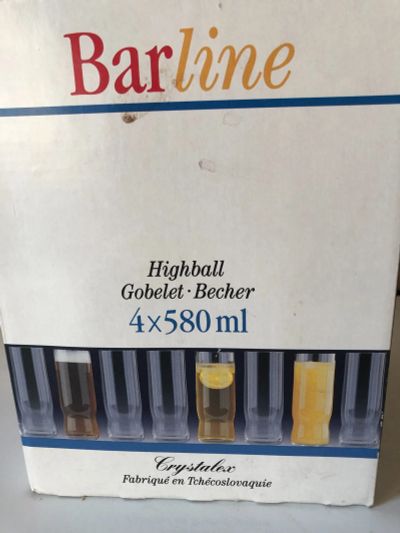 Barline
Highball
Gobelet · Becher
4x580 ml
Crystalex
Fabriqué en Tchécoslovaquie